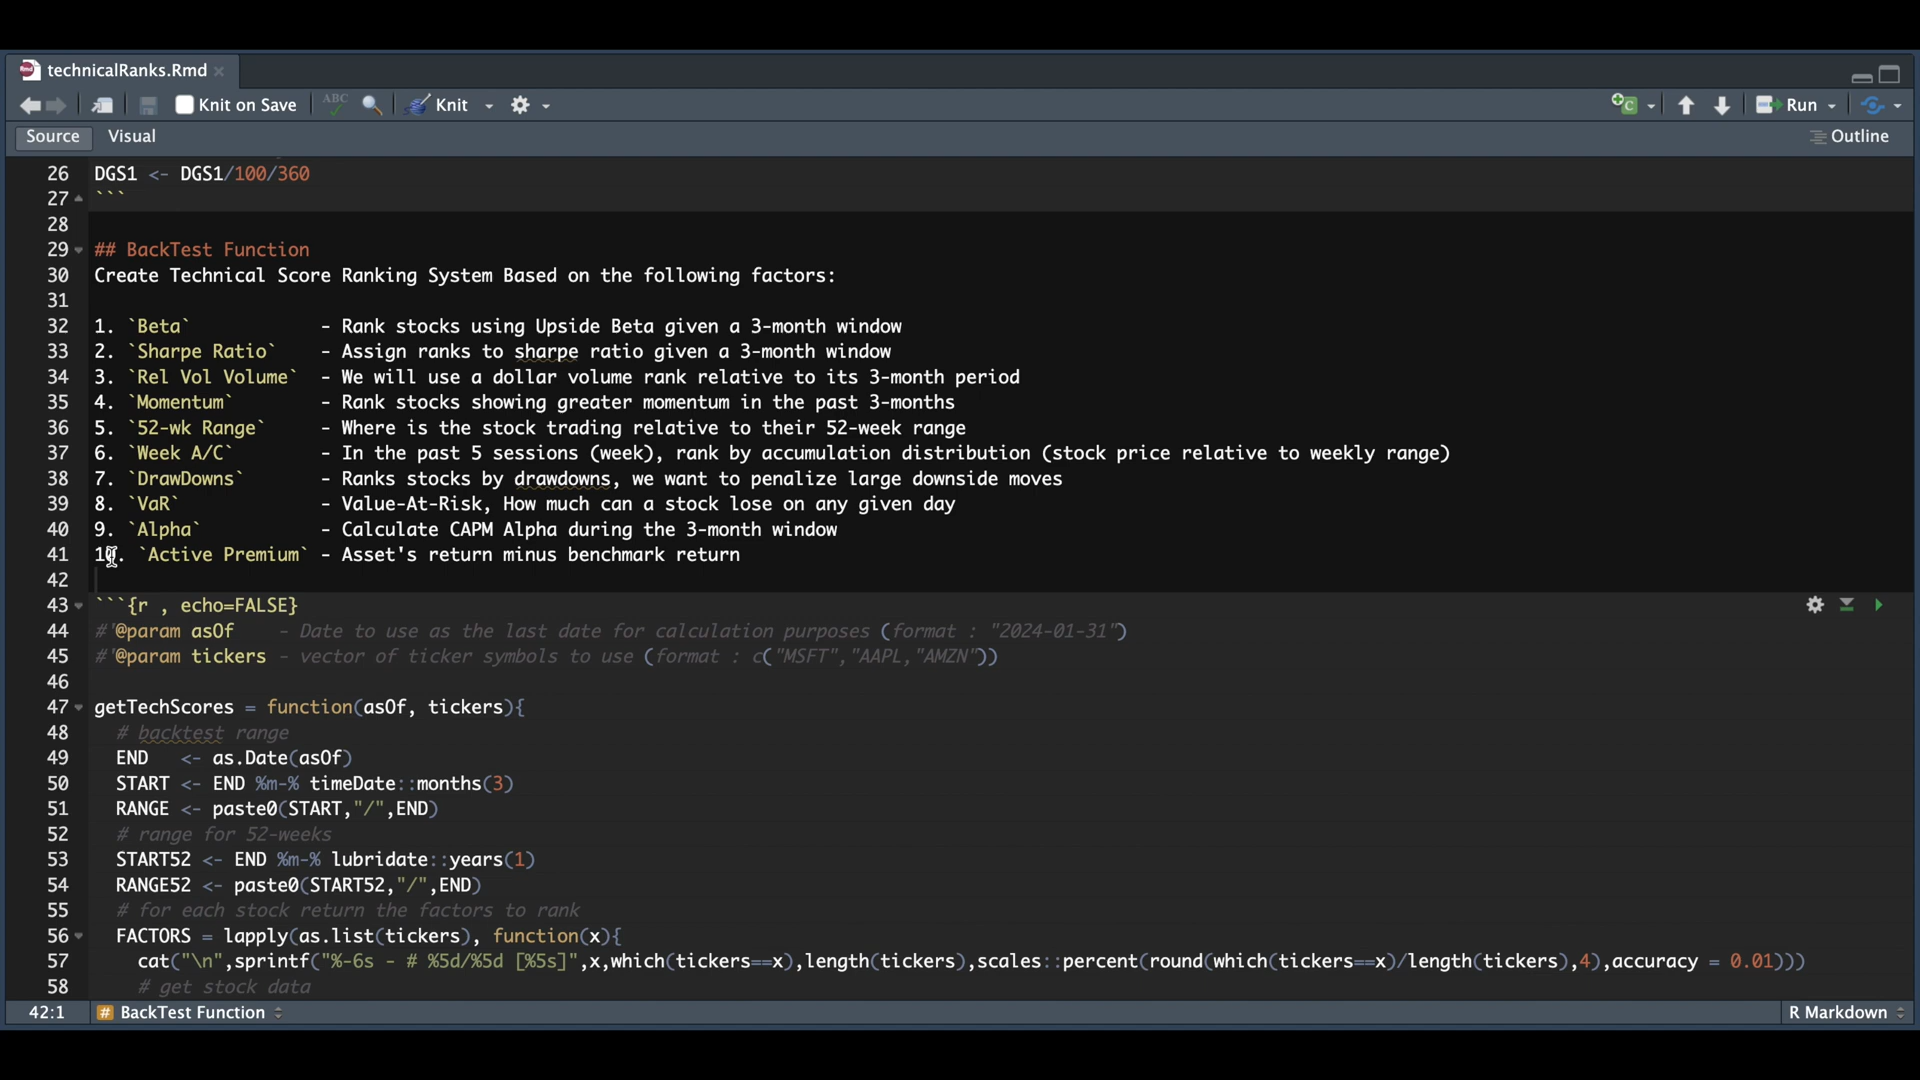 technicalRanks.Rmd
Knit on Save
ABC
Knit
Run
Source
Visual
Outline
26 DGS1 <- DGS1/100/360
27 ```
28
29 ## BackTest Function
30 Create Technical Score Ranking System Based on the following factors:
31
32 1. `Beta` - Rank stocks using Upside Beta given a 3-month window
33 2. `Sharpe Ratio` - Assign ranks to sharpe ratio given a 3-month window
34 3. `Rel Vol Volume` - We will use a dollar volume rank relative to its 3-month period
35 4. `Momentum` - Rank stocks showing greater momentum in the past 3-months
36 5. `52-wk Range` - Where is the stock trading relative to their 52-week range
37 6. `Week A/C` - In the past 5 sessions (week), rank by accumulation distribution (stock price relative to weekly range)
38 7. `DrawDowns` - Ranks stocks by drawdowns, we want to penalize large downside moves
39 8. `VaR` - Value-At-Risk, How much can a stock lose on any given day
40 9. `Alpha` - Calculate CAPM Alpha during the 3-month window
41 10. `Active Premium` - Asset's return minus benchmark return
42
43 ```{r , echo=FALSE}
44 #'@param asOf - Date to use as the last date for calculation purposes (format : "2024-01-31")
45 #'@param tickers - vector of ticker symbols to use (format : c("MSFT","AAPL,"AMZN"))
46
47 getTechScores = function(asOf, tickers){
48 # backtest range
49 END <- as.Date(asOf)
50 START <- END %m-% timeDate::months(3)
51 RANGE <- paste0(START,"/",END)
52 # range for 52-weeks
53 START52 <- END %m-% lubridate::years(1)
54 RANGE52 <- paste0(START52,"/",END)
55 # for each stock return the factors to rank
56 FACTORS = lapply(as.list(tickers), function(x){
57 cat("\n",sprintf("%-6s - # %5d/%5d [%5s]",x,which(tickers==x),length(tickers),scales::percent(round(which(tickers==x)/length(tickers),4),accuracy = 0.01)))
58 # get stock data
42:1 # BackTest Function
R Markdown